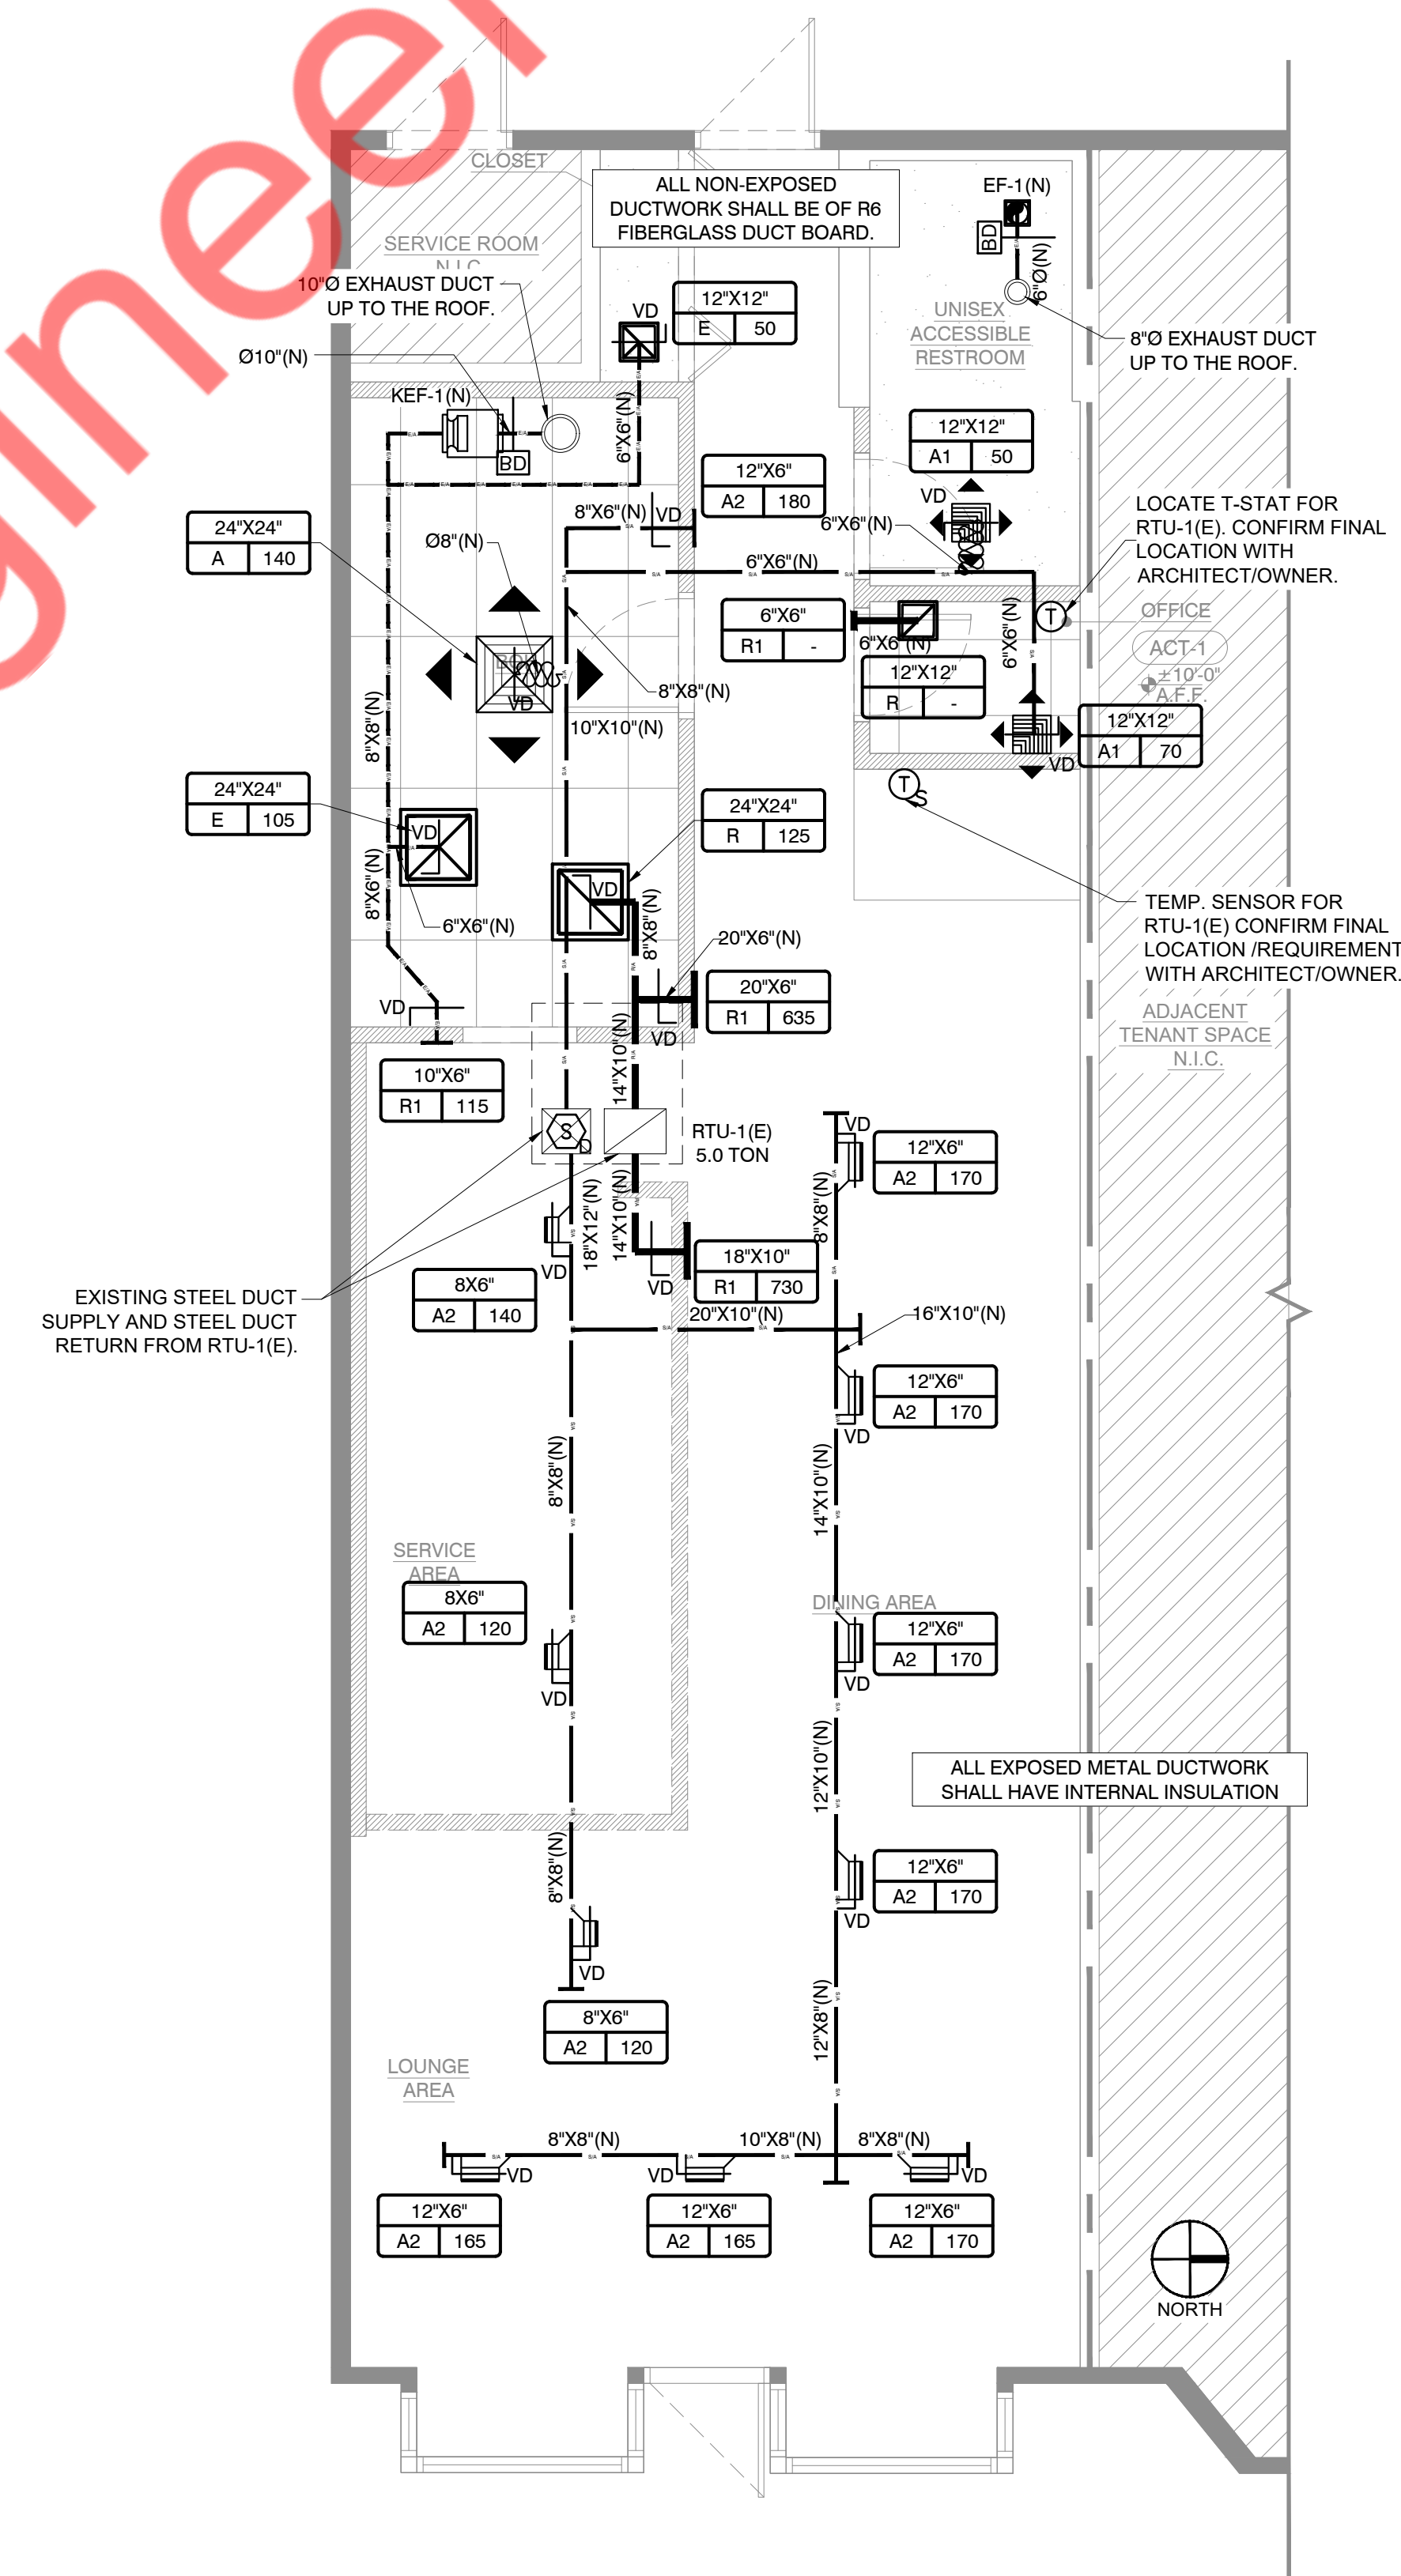 gineer
CLOSET
ALL NON-EXPOSED
DUCTWORK SHALL BE OF R6
FIBERGLASS DUCT BOARD.
EF-1(N)
BD
6"Ø(N)
SERVICE ROOM
N.I.C.
10"Ø EXHAUST DUCT
UP TO THE ROOF.
12"X12"
E 50
VD
UNISEX
ACCESSIBLE
RESTROOM
8"Ø EXHAUST DUCT
UP TO THE ROOF.
Ø10"(N)
KEF-1(N)
BD
6"X6"(N)
12"X12"
A1 50
VD
12"X6"
A2 180
8"X6"(N)
VD
6"X6"(N)
LOCATE T-STAT FOR
RTU-1(E). CONFIRM FINAL
LOCATION WITH
ARCHITECT/OWNER.
24"X24"
A 140
Ø8"(N)
6"X6"(N)
T
OFFICE
ACT-1
±10'-0"
A.F.F.
6"X6"
R1 -
6"X6"(N)
6"X6"(N)
12"X12"
R -
VD
8"X8"(N)
10"X10"(N)
8"X8"(N)
12"X12"
A1 70
VD
T
S
24"X24"
E 105
VD
24"X24"
R 125
VD
8"X6"(N)
6"X6"(N)
8"X8"(N)
20"X6"(N)
TEMP. SENSOR FOR
RTU-1(E) CONFIRM FINAL
LOCATION /REQUIREMENT
WITH ARCHITECT/OWNER.
20"X6"
R1 635
VD
VD
14"X10"(N)
ADJACENT
TENANT SPACE
N.I.C.
10"X6"
R1 115
S
D
RTU-1(E)
5.0 TON
VD
12"X6"
A2 170
8"X8"(N)
18"X12"(N)
14"X10"(N)
VD
18"X10"
R1 730
VD
8X6"
A2 140
20"X10"(N)
16"X10"(N)
EXISTING STEEL DUCT
SUPPLY AND STEEL DUCT
RETURN FROM RTU-1(E).
12"X6"
A2 170
VD
8"X8"(N)
14"X10"(N)
SERVICE
AREA
8X6"
A2 120
VD
DINING AREA
12"X6"
A2 170
VD
12"X10"(N)
ALL EXPOSED METAL DUCTWORK
SHALL HAVE INTERNAL INSULATION
8"X8"(N)
12"X6"
A2 170
VD
VD
8"X6"
A2 120
12"X8"(N)
LOUNGE
AREA
8"X8"(N)
10"X8"(N)
8"X8"(N)
VD
VD
VD
12"X6"
A2 165
12"X6"
A2 165
12"X6"
A2 170
NORTH